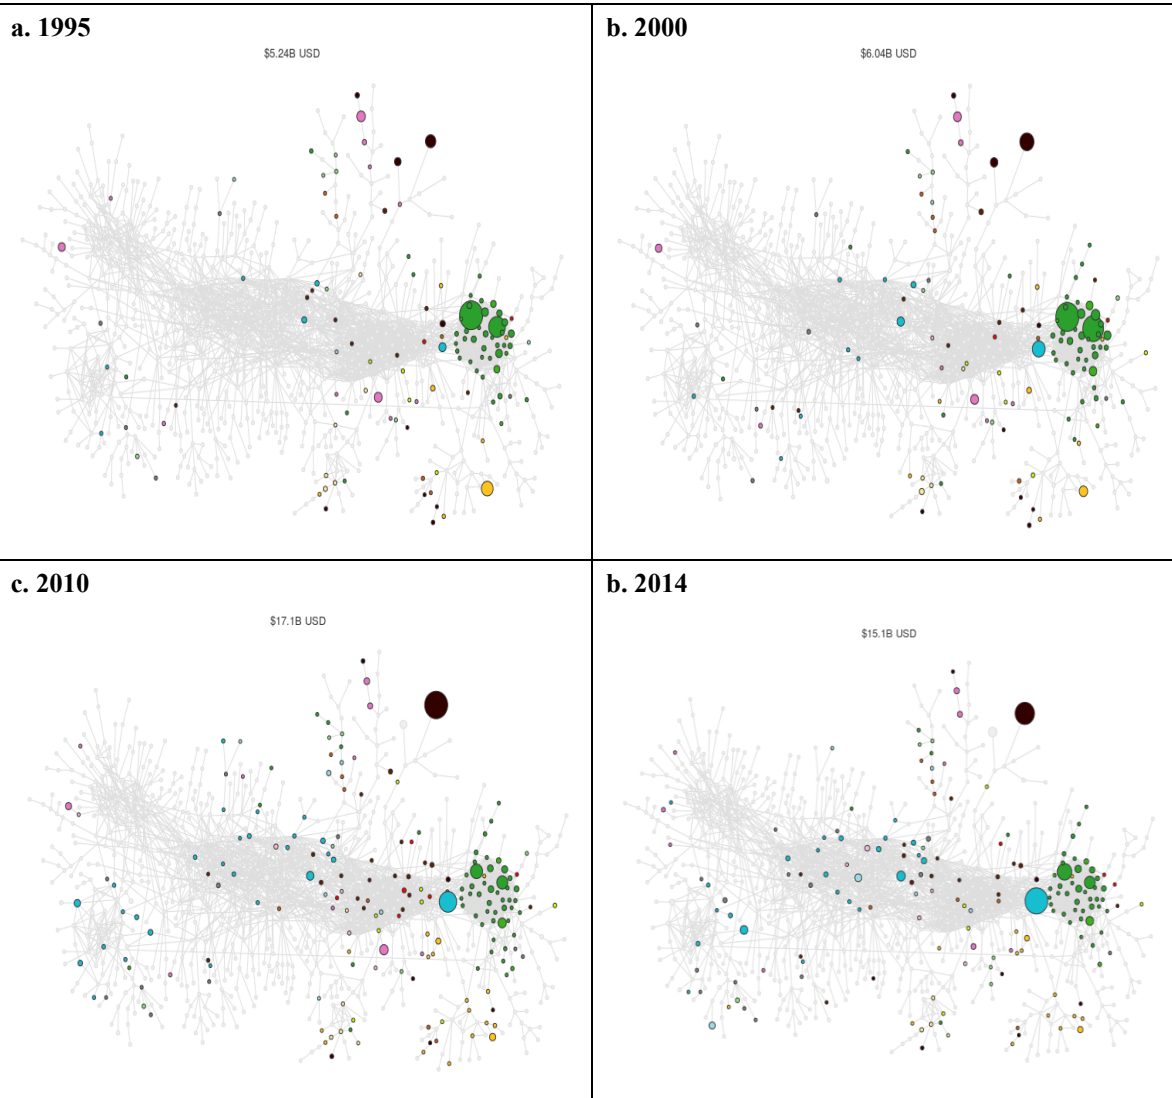 a. 1995
$5.24B USD
b. 2000
$6.04B USD
c. 2010
$17.1B USD
b. 2014
$15.1B USD